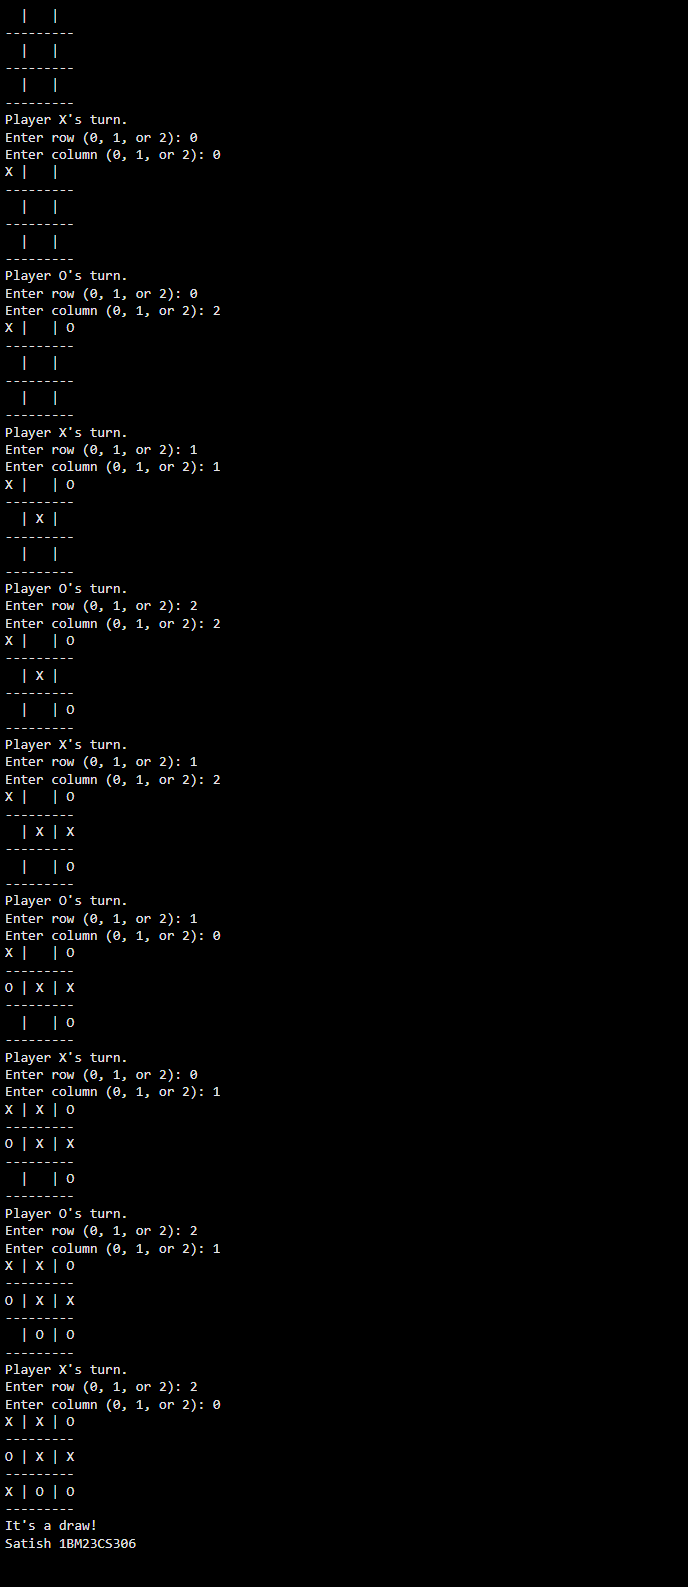 |   |
---------
  |   |
---------
  |   |
---------
Player X's turn.
Enter row (0, 1, or 2): 0
Enter column (0, 1, or 2): 0
X |   |
---------
  |   |
---------
  |   |
---------
Player O's turn.
Enter row (0, 1, or 2): 0
Enter column (0, 1, or 2): 2
X |   | O
---------
  |   |
---------
  |   |
---------
Player X's turn.
Enter row (0, 1, or 2): 1
Enter column (0, 1, or 2): 1
X |   | O
---------
  | X |
---------
  |   |
---------
Player O's turn.
Enter row (0, 1, or 2): 2
Enter column (0, 1, or 2): 2
X |   | O
---------
  | X |
---------
  |   | O
---------
Player X's turn.
Enter row (0, 1, or 2): 1
Enter column (0, 1, or 2): 2
X |   | O
---------
  | X | X
---------
  |   | O
---------
Player O's turn.
Enter row (0, 1, or 2): 1
Enter column (0, 1, or 2): 0
X |   | O
---------
O | X | X
---------
  |   | O
---------
Player X's turn.
Enter row (0, 1, or 2): 0
Enter column (0, 1, or 2): 1
X | X | O
---------
O | X | X
---------
  |   | O
---------
Player O's turn.
Enter row (0, 1, or 2): 2
Enter column (0, 1, or 2): 1
X | X | O
---------
O | X | X
---------
  | O | O
---------
Player X's turn.
Enter row (0, 1, or 2): 2
Enter column (0, 1, or 2): 0
X | X | O
---------
O | X | X
---------
X | O | O
---------
It's a draw!
Satish 1BM23CS306